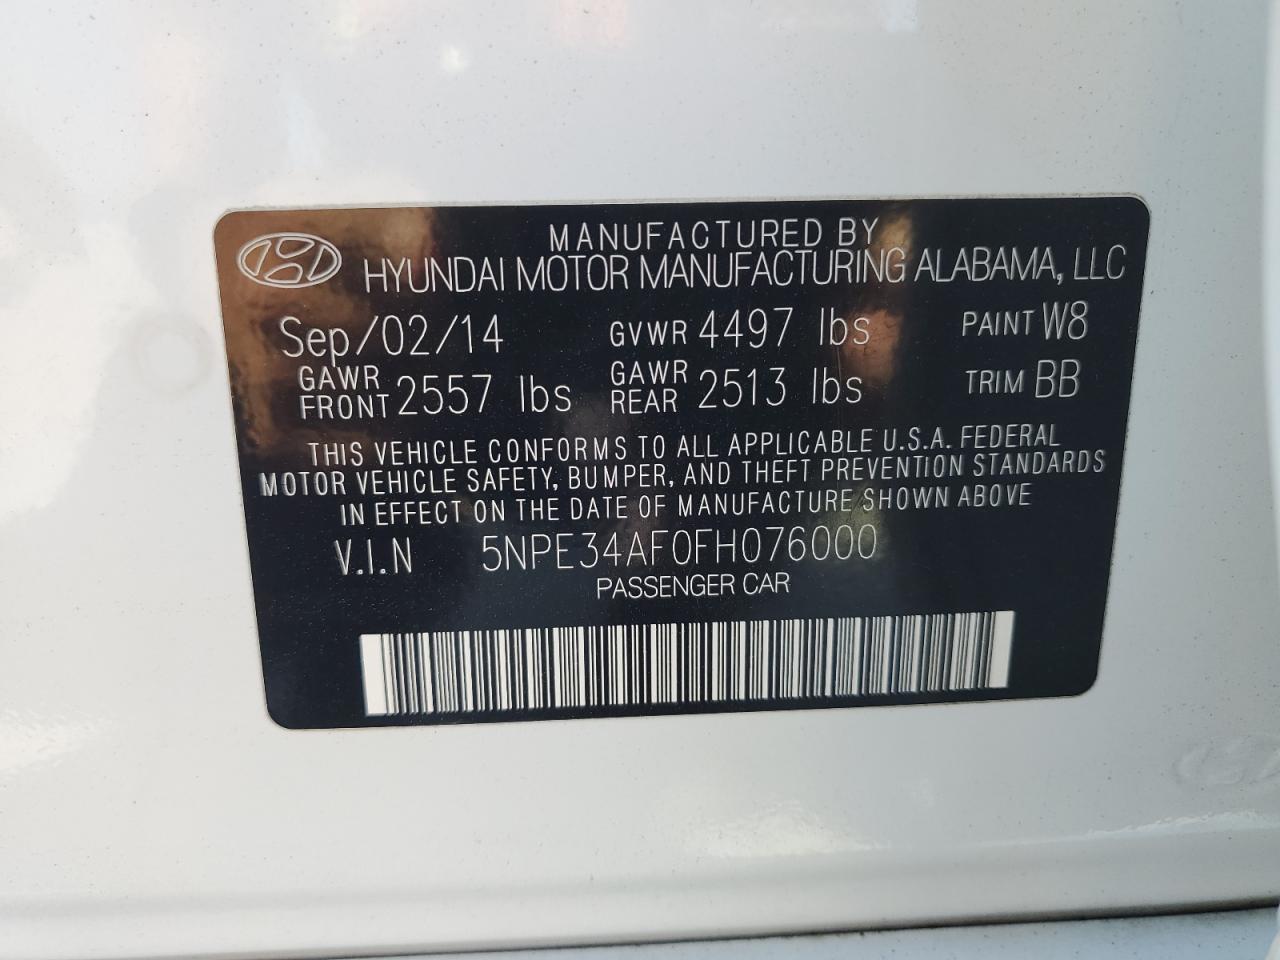 MANUFACTURED BY
HYUNDAI MOTOR MANUFACTURING ALABAMA, LLC
Sep/02/14 GVWR 4497 lbs PAINT W8
GAWR FRONT 2557 lbs GAWR REAR 2513 lbs TRIM BB
THIS VEHICLE CONFORMS TO ALL APPLICABLE U.S.A. FEDERAL
MOTOR VEHICLE SAFETY, BUMPER, AND THEFT PREVENTION STANDARDS
IN EFFECT ON THE DATE OF MANUFACTURE SHOWN ABOVE
V.I.N 5NPE34AF0FH076000
PASSENGER CAR